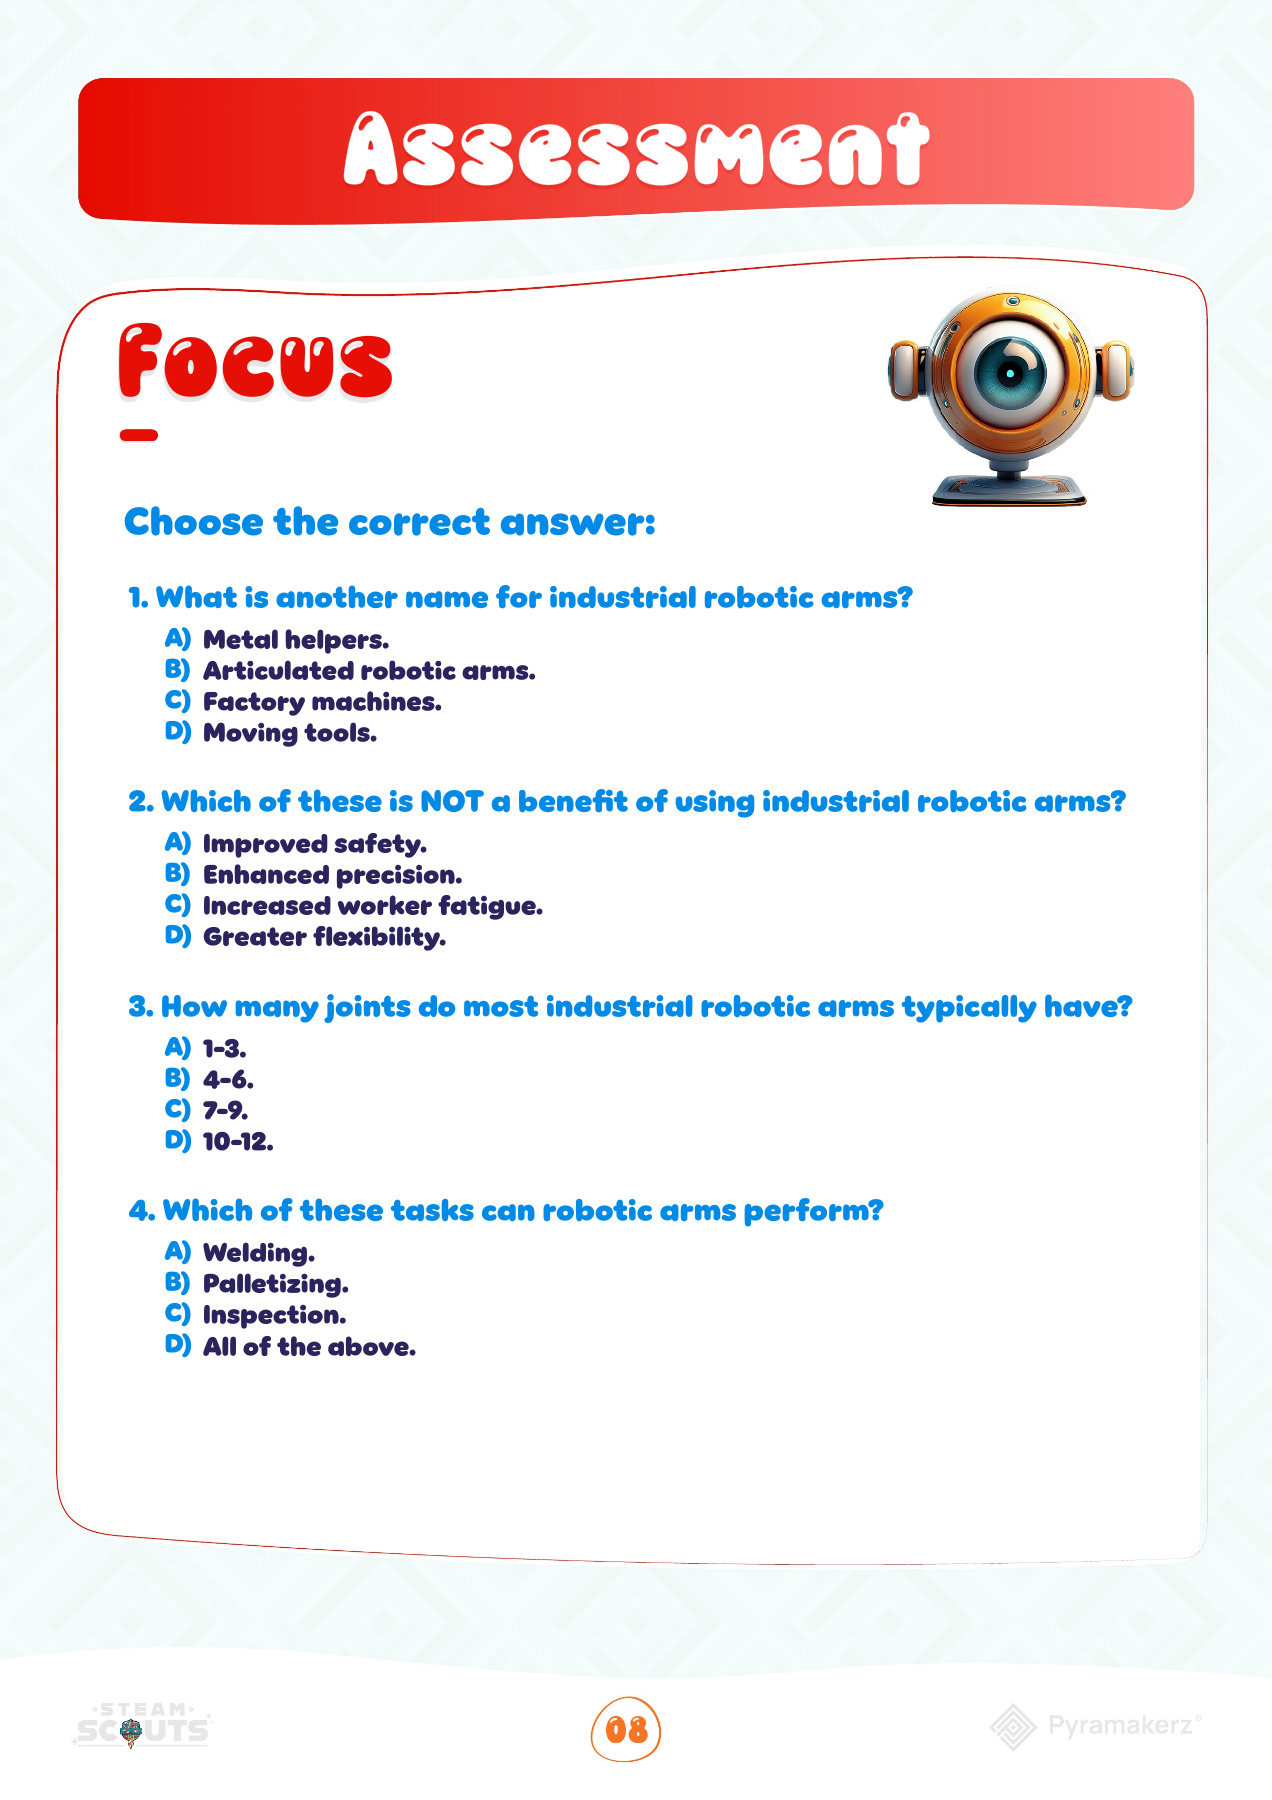 Assessment
Focus
Choose the correct answer:
1. What is another name for industrial robotic arms?
A) Metal helpers.
B) Articulated robotic arms.
C) Factory machines.
D) Moving tools.
2. Which of these is NOT a benefit of using industrial robotic arms?
A) Improved safety.
B) Enhanced precision.
C) Increased worker fatigue.
D) Greater flexibility.
3. How many joints do most industrial robotic arms typically have?
A) 1-3.
B) 4-6.
C) 7-9.
D) 10-12.
4. Which of these tasks can robotic arms perform?
A) Welding.
B) Palletizing.
C) Inspection.
D) All of the above.
STEAM
SCOUTS
08
Pyramakerz